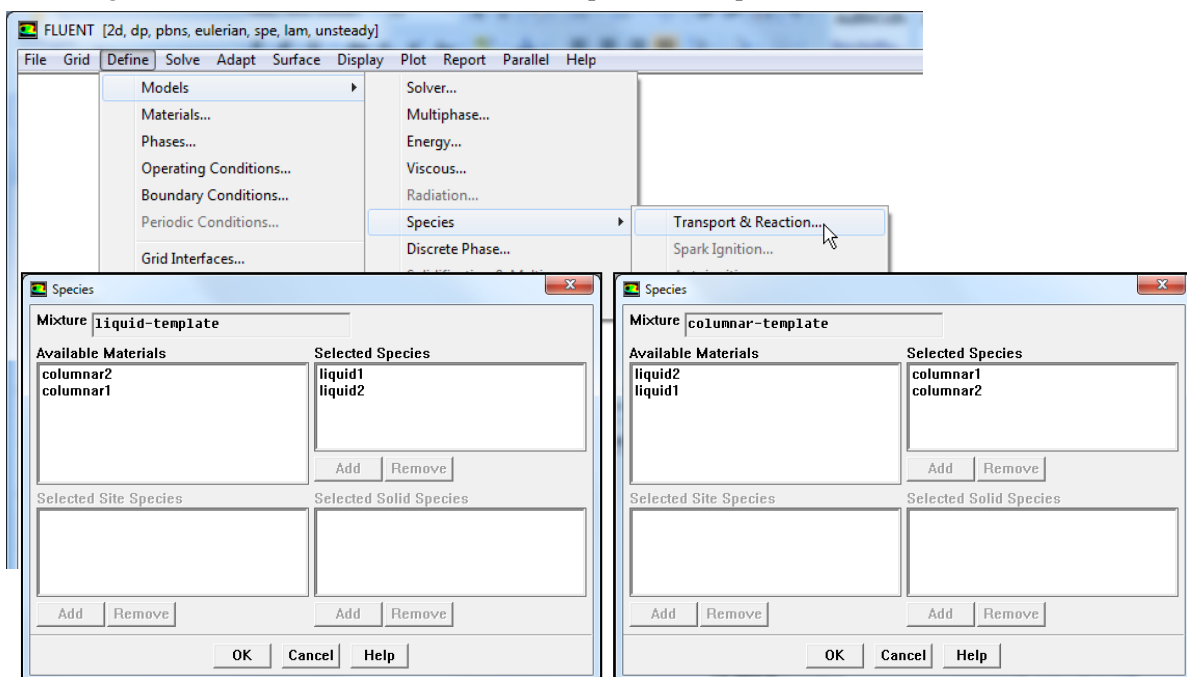 FLUENT [2d, dp, pbns, eulerian, spe, lam, unsteady]
File Grid Define Solve Adapt Surface Display Plot Report Parallel Help
Models
Materials...
Phases...
Operating Conditions...
Boundary Conditions...
Periodic Conditions...
Grid Interfaces...
Solver...
Multiphase...
Energy...
Viscous...
Radiation...
Species
Discrete Phase...
Transport & Reaction...
Spark Ignition...
Species
Mixture liquid-template
Available Materials
columnar2
columnar1
Selected Species
liquid1
liquid2
Add Remove
Selected Site Species
Selected Solid Species
Add Remove
Add Remove
OK Cancel Help
Species
Mixture columnar-template
Available Materials
liquid2
liquid1
Selected Species
columnar1
columnar2
Add Remove
Selected Site Species
Selected Solid Species
Add Remove
Add Remove
OK Cancel Help